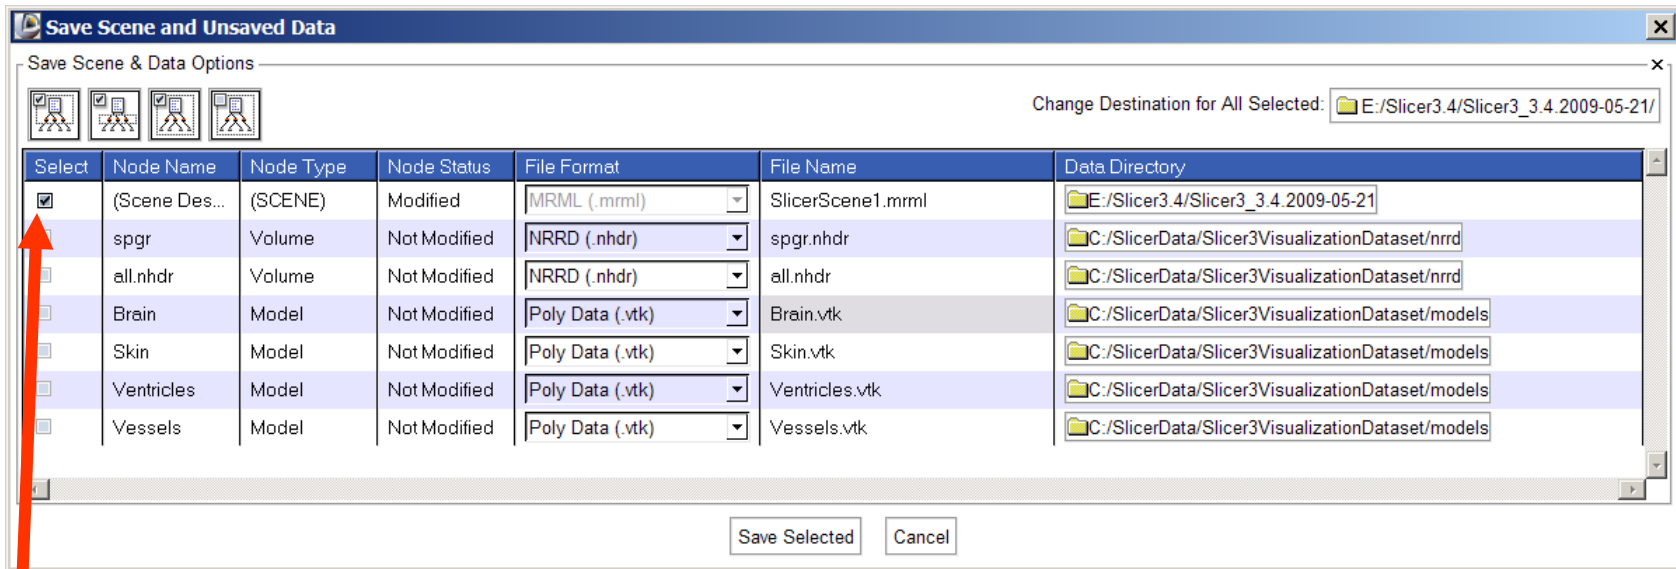 Save Scene and Unsaved Data
Save Scene & Data Options
Change Destination for All Selected: E:/Slicer3.4/Slicer3_3.4.2009-05-21/
Select Node Name Node Type Node Status File Format File Name Data Directory
(Scene Des... (SCENE) Modified MRML (.mrml) SlicerScene1.mrml E:/Slicer3.4/Slicer3_3.4.2009-05-21
spgr Volume Not Modified NRRD (.nhdr) spgr.nhdr C:/SlicerData/Slicer3VisualizationDataset/nrrd
all.nhdr Volume Not Modified NRRD (.nhdr) all.nhdr C:/SlicerData/Slicer3VisualizationDataset/nrrd
Brain Model Not Modified Poly Data (.vtk) Brain.vtk C:/SlicerData/Slicer3VisualizationDataset/models
Skin Model Not Modified Poly Data (.vtk) Skin.vtk C:/SlicerData/Slicer3VisualizationDataset/models
Ventricles Model Not Modified Poly Data (.vtk) Ventricles.vtk C:/SlicerData/Slicer3VisualizationDataset/models
Vessels Model Not Modified Poly Data (.vtk) Vessels.vtk C:/SlicerData/Slicer3VisualizationDataset/models
Save Selected Cancel